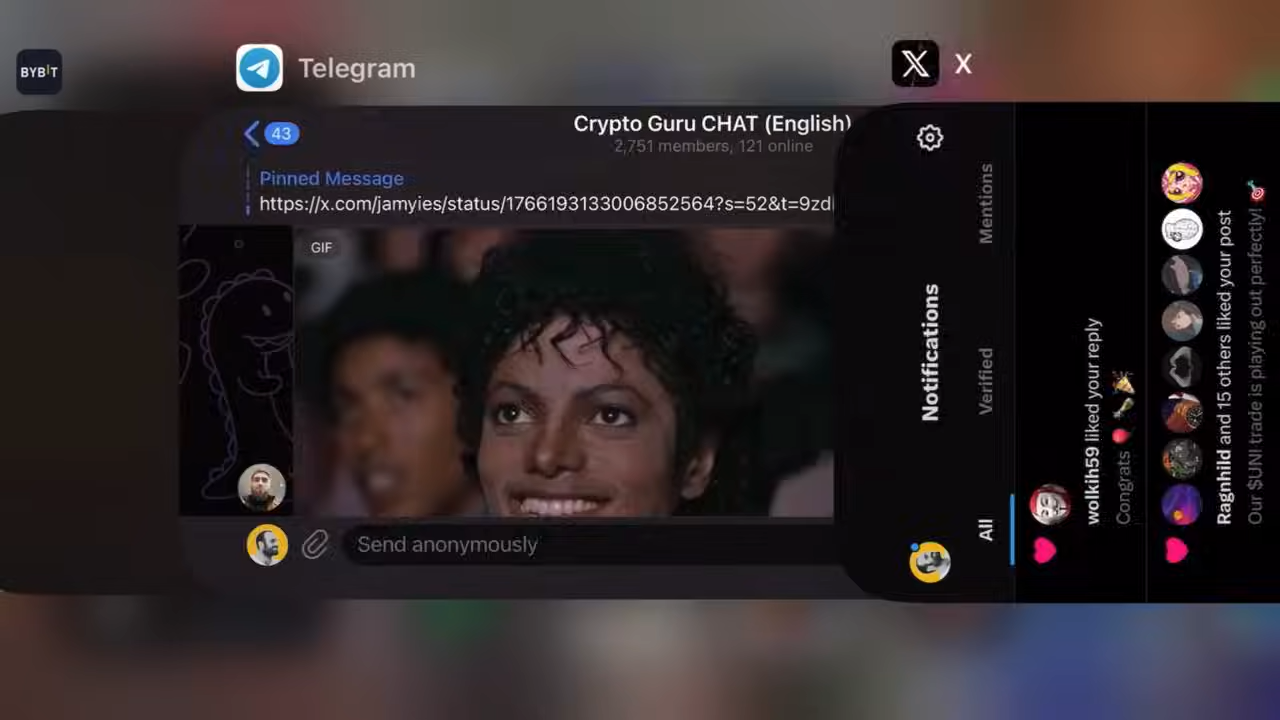 BYBIT
Telegram
X
43
Crypto Guru CHAT (English)
2,751 members, 121 online
Pinned Message
https://x.com/jamyies/status/1766193133006852564?s=52&t=9zd
GIF
Send anonymously
Notifications
All
Verified
Mentions
wolkih59 liked your reply
Congrats
Ragnhild and 15 others liked your post
Our $UNI trade is playing out perfectly!